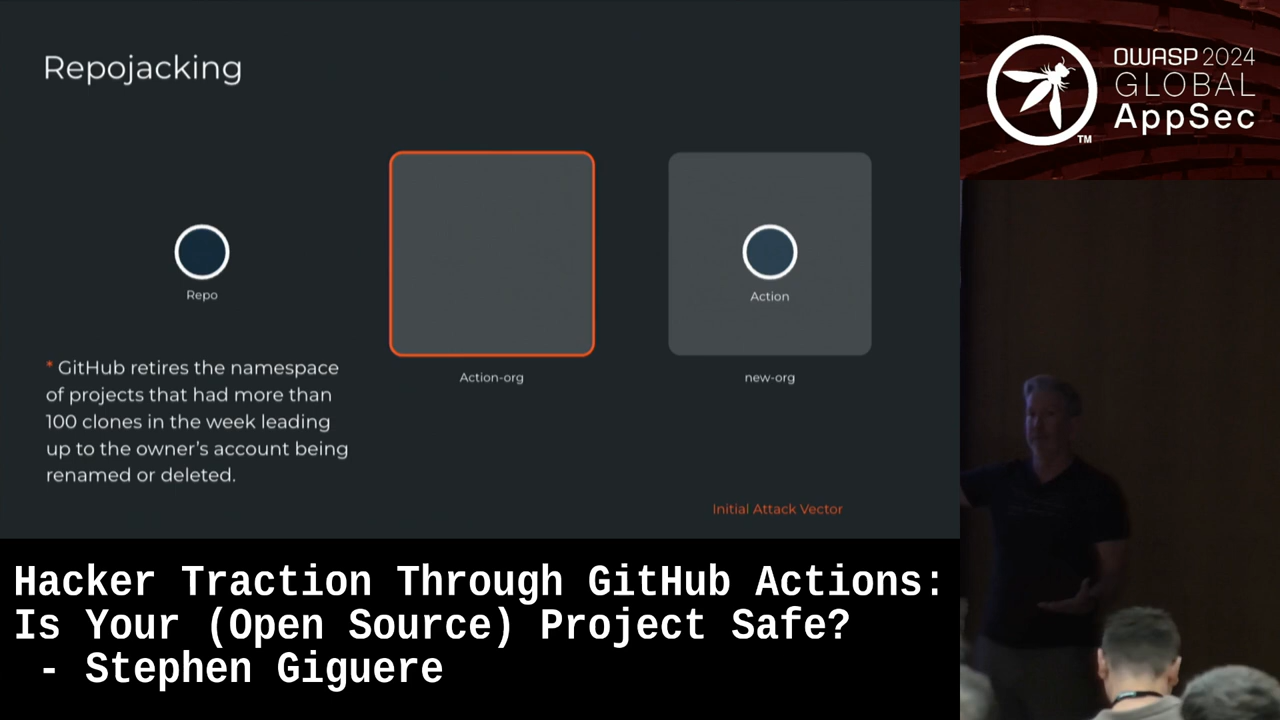 Repojacking
Repo
Action
Action-org
new-org
* GitHub retires the namespace
of projects that had more than
100 clones in the week leading
up to the owner's account being
renamed or deleted.
Initial Attack Vector
OWASP 2024
GLOBAL
AppSec
TM
Hacker Traction Through GitHub Actions:
Is Your (Open Source) Project Safe?
- Stephen Giguere